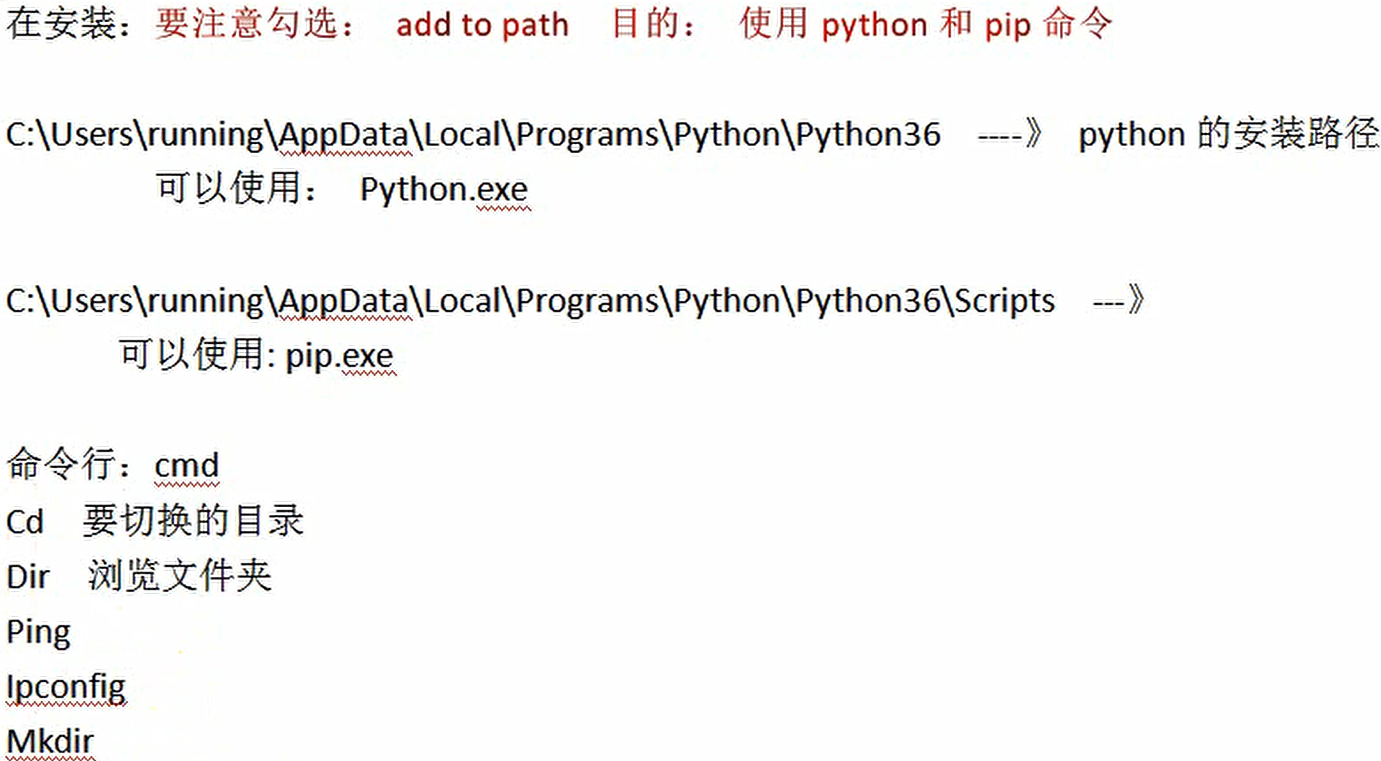 在安装：要注意勾选： add to path 目的： 使用 python 和 pip 命令
C:\Users\running\AppData\Local\Programs\Python\Python36 ----》 python 的安装路径
可以使用： Python.exe
C:\Users\running\AppData\Local\Programs\Python\Python36\Scripts ---》
可以使用: pip.exe
命令行：cmd
Cd 要切换的目录
Dir 浏览文件夹
Ping
Ipconfig
Mkdir